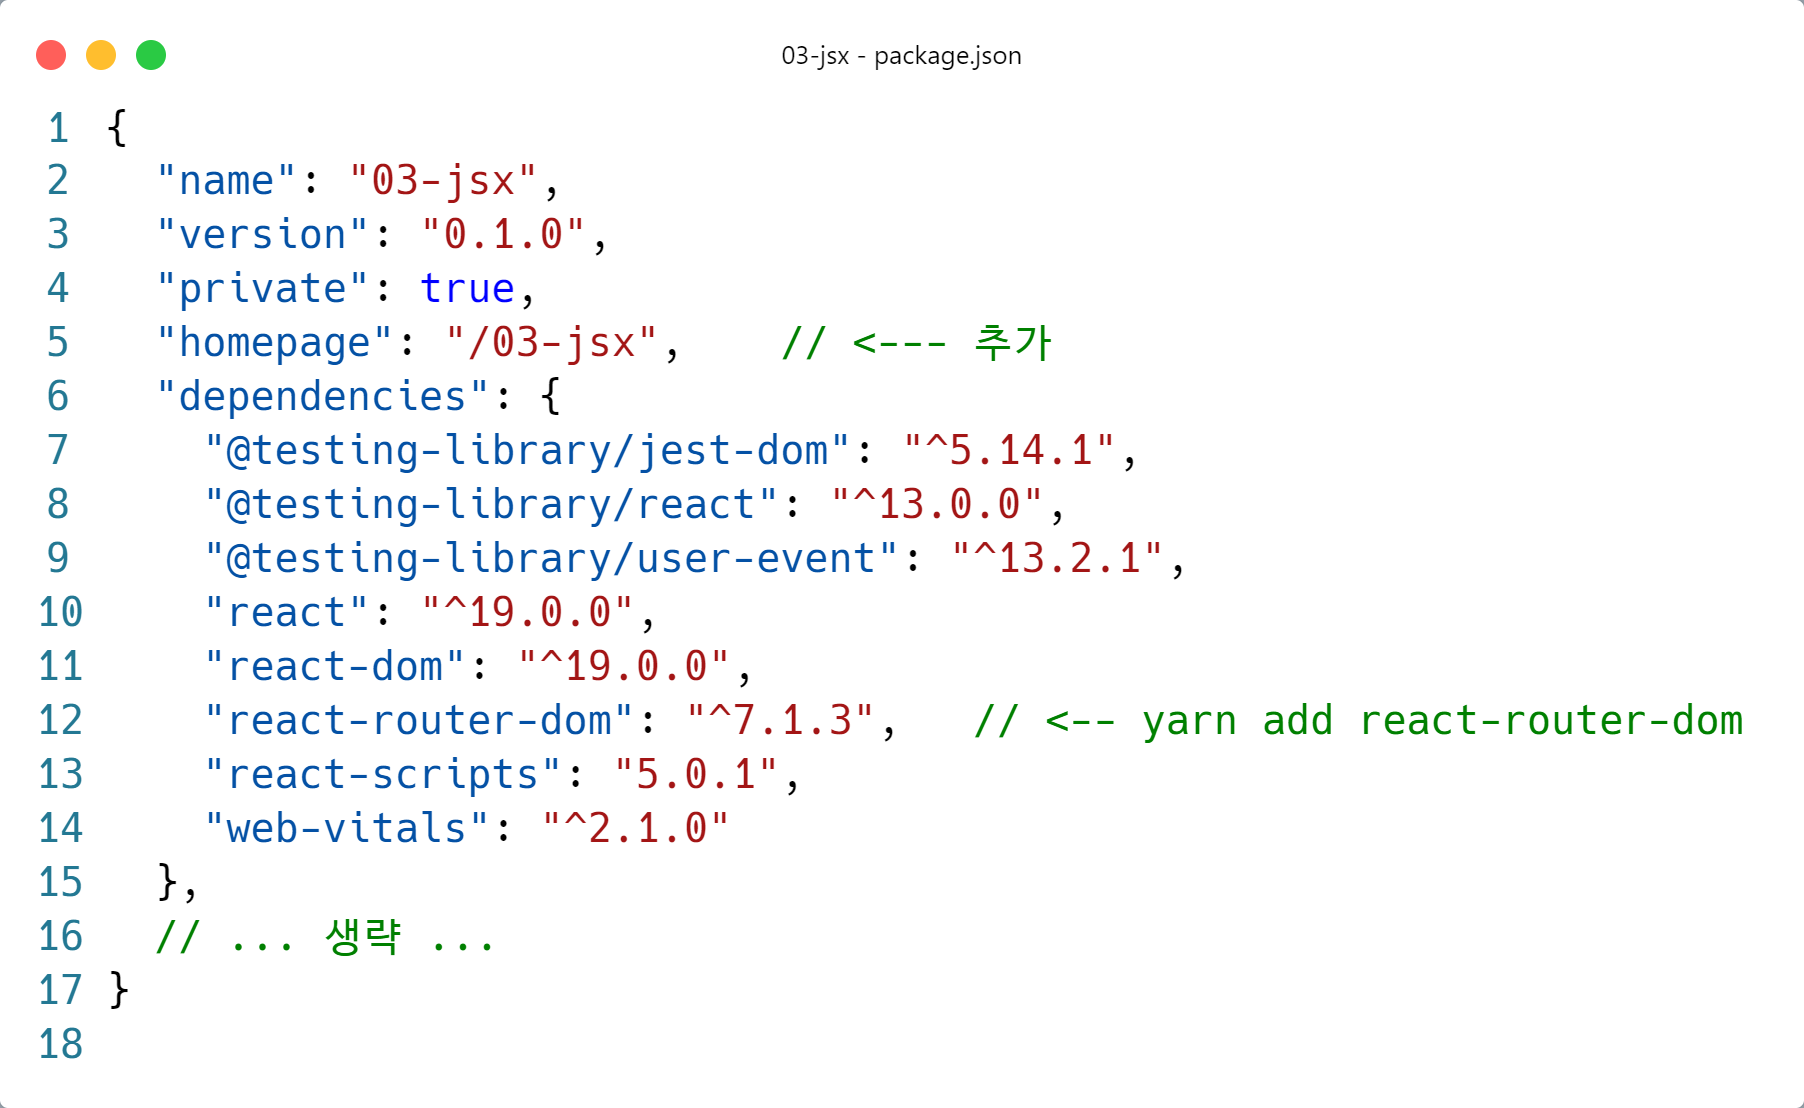 03-jsx - package.json
1 {
2   "name": "03-jsx",
3   "version": "0.1.0",
4   "private": true,
5   "homepage": "/03-jsx",    // <--- 추가
6   "dependencies": {
7     "@testing-library/jest-dom": "^5.14.1",
8     "@testing-library/react": "^13.0.0",
9     "@testing-library/user-event": "^13.2.1",
10     "react": "^19.0.0",
11     "react-dom": "^19.0.0",
12     "react-router-dom": "^7.1.3",   // <-- yarn add react-router-dom
13     "react-scripts": "5.0.1",
14     "web-vitals": "^2.1.0"
15   },
16   // ... 생략 ...
17 }
18